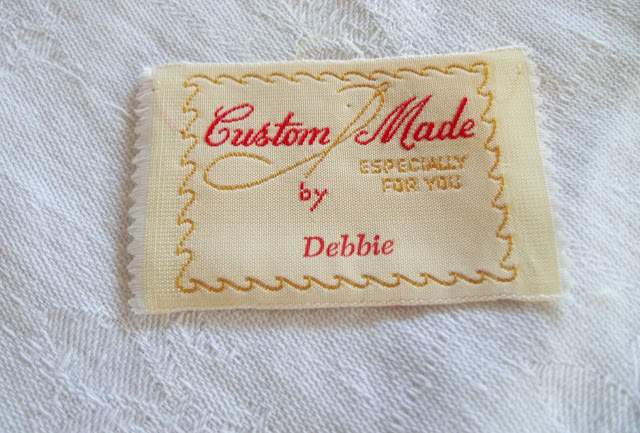 Custom Made
ESPECIALLY
FOR YOU
by
Debbie